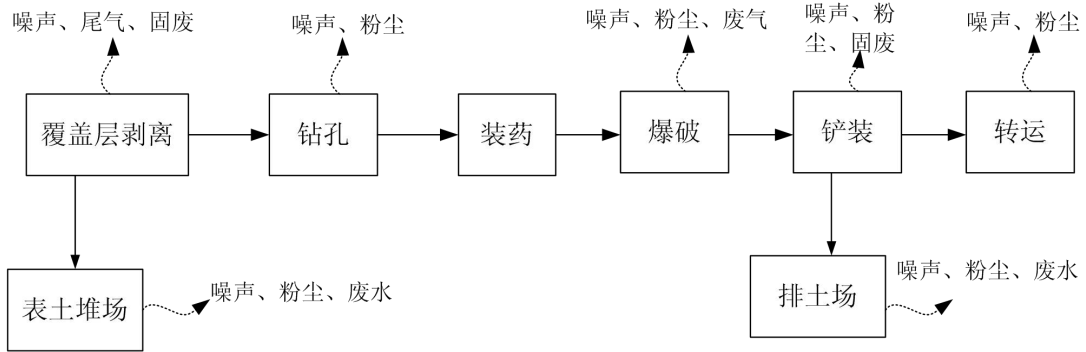 噪声、尾气、固废
噪声、粉尘
噪声、粉尘、废气
噪声、粉
尘、固废
噪声、粉尘
覆盖层剥离
钻孔
装药
爆破
铲装
转运
表土堆场
噪声、粉尘、废水
排土场
噪声、粉尘、废水